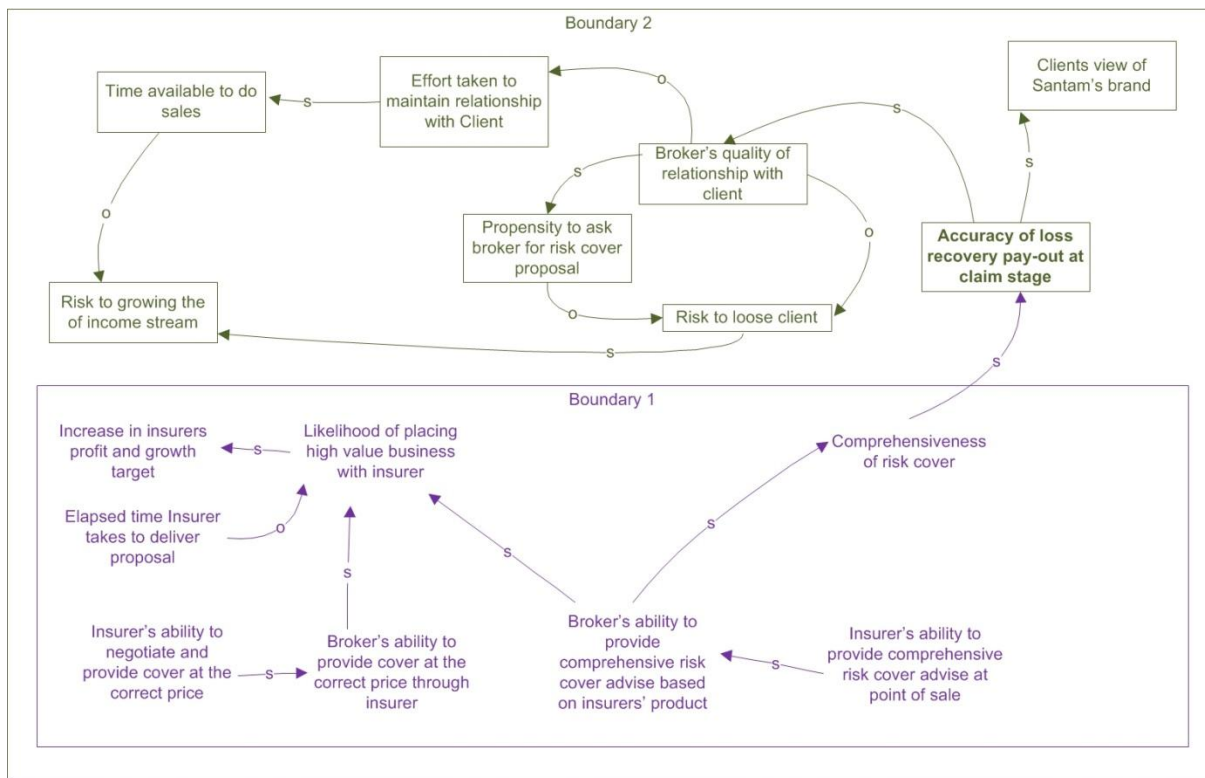 Boundary 2
Time available to do
sales
s
Effort taken to
maintain relationship
with Client
o
Clients view of
Santam's brand
s
s
Broker's quality of
relationship with
client
s
o
o
Propensity to ask
broker for risk cover
proposal
Accuracy of loss
recovery pay-out at
claim stage
Risk to growing the
of income stream
o
Risk to loose client
s
s
Boundary 1
Increase in insurers
profit and growth
target
s
Likelihood of placing
high value business
with insurer
Comprehensiveness
of risk cover
Elapsed time Insurer
takes to deliver
proposal
o
s
s
s
Insurer's ability to
negotiate and
provide cover at the
correct price
s
Broker's ability to
provide cover at the
correct price through
insurer
Broker's ability to
provide
comprehensive risk
cover advise based
on insurers' product
s
Insurer's ability to
provide comprehensive
risk cover advise at
point of sale